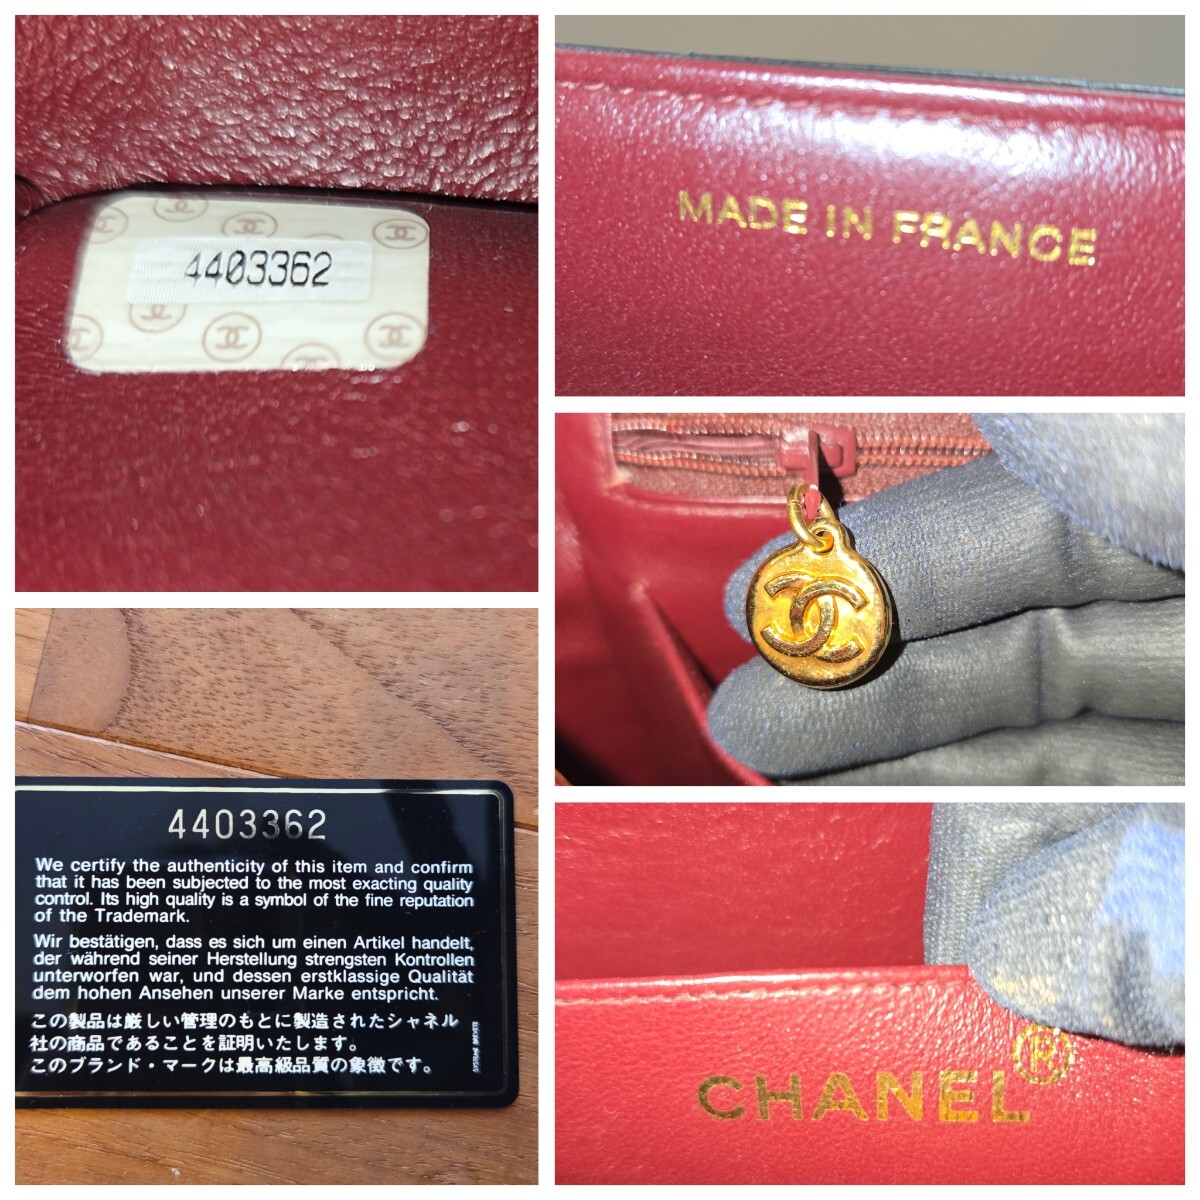 4403362
MADE IN FRANCE
4403362
We certify the authenticity of this item and confirm
that it has been subjected to the most exacting quality
control. Its high quality is a symbol of the fine reputation
of the Trademark.
Wir bestätigen, dass es sich um einen Artikel handelt,
der während seiner Herstellung strengsten Kontrollen
unterworfen war, und dessen erstklassige Qualität
dem hohen Ansehen unserer Marke entspricht.
この製品は厳しい管理のもとに製造されたシャネル
社の商品であることを証明いたします。
このブランド・マークは最高級品質の象徴です。
CHANEL®